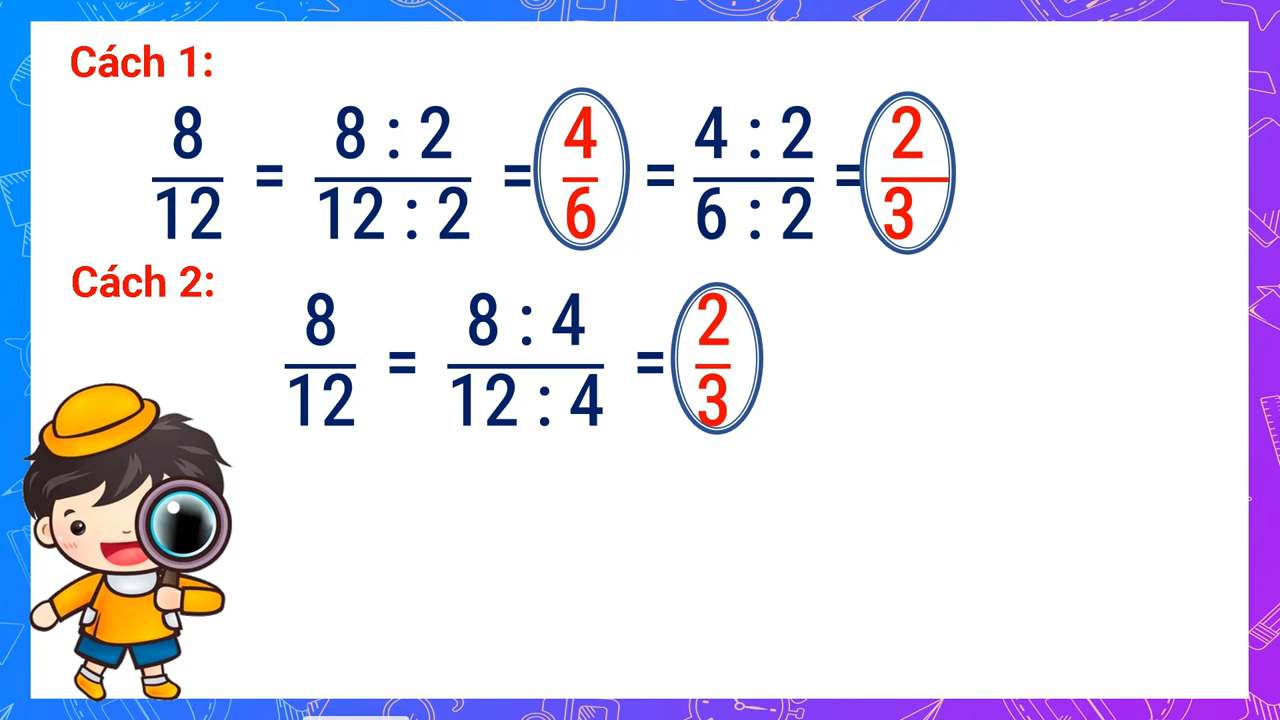 Cách 1:
8/12 = 8 : 2/12 : 2 = 4/6 = 4 : 2/6 : 2 = 2/3
Cách 2:
8/12 = 8 : 4/12 : 4 = 2/3